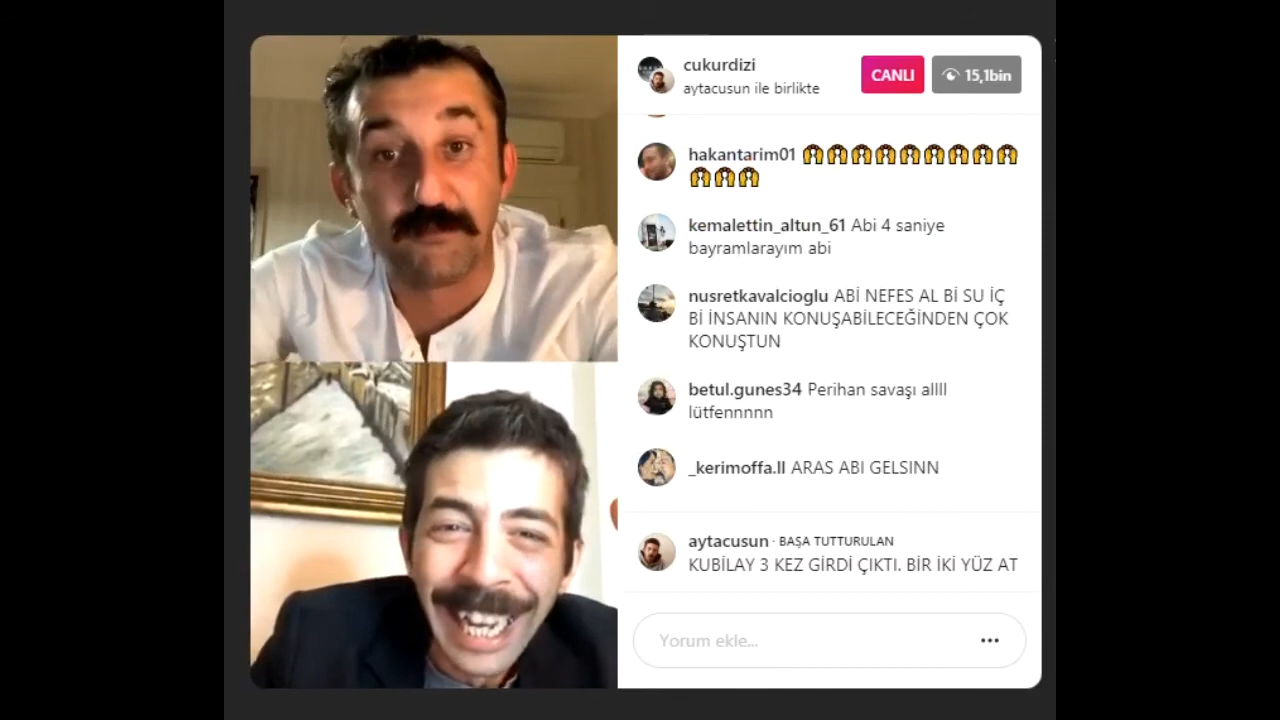 cukurdizi
aytacusun ile birlikte
CANLI
15,1bin
hakantarim01
kemalettin_altun_61 Abi 4 saniye
bayramlarayım abi
nusretkavalcioglu ABİ NEFES AL Bİ SU İÇ
Bİ İNSANIN KONUŞABİLECEĞİNDEN ÇOK
KONUŞTUN
betul.gunes34 Perihan savaşı allll
lütfennnnn
_kerimoffa.ll ARAS ABI GELSINN
aytacusun · BAŞA TUTTURULAN
KUBİLAY 3 KEZ GİRDİ ÇIKTI. BİR İKİ YÜZ AT
Yorum ekle...